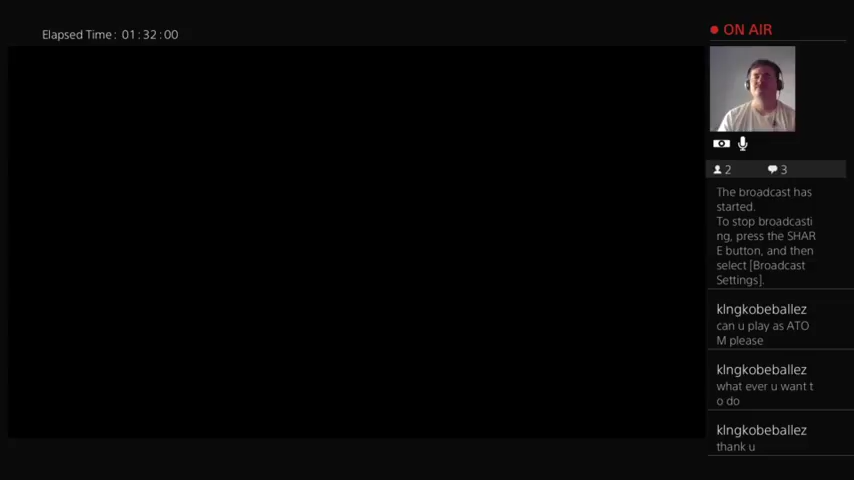 Elapsed Time: 01:32:00
ON AIR
2 3
The broadcast has
started.
To stop broadcasti
ng, press the SHAR
E button, and then
select [Broadcast
Settings].
klngkobeballez
can u play as ATO
M please
klngkobeballez
what ever u want t
o do
klngkobeballez
thank u